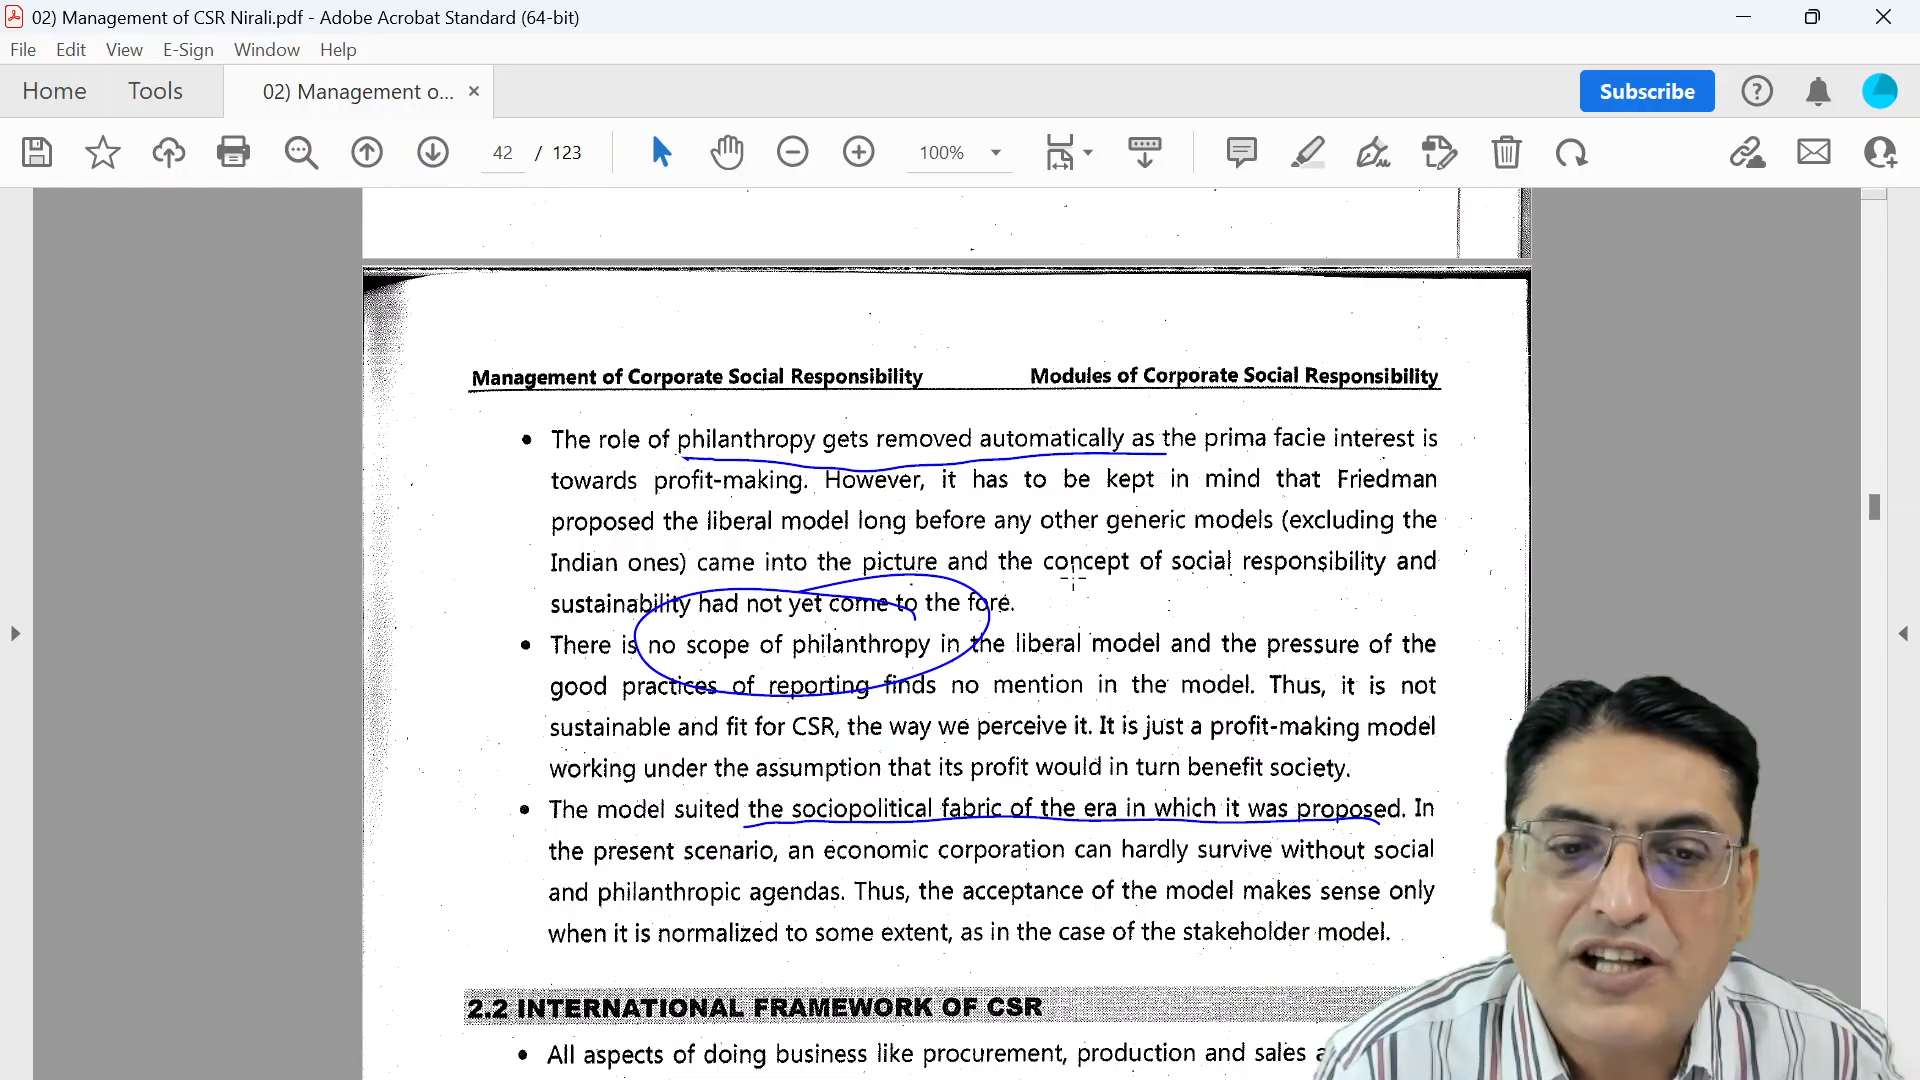 02) Management of CSR Nirali.pdf - Adobe Acrobat Standard (64-bit)
File Edit View E-Sign Window Help
Home Tools 02) Management o... ×
Subscribe
42 / 123 100%
Management of Corporate Social Responsibility Modules of Corporate Social Responsibility
• The role of philanthropy gets removed automatically as the prima facie interest is
towards profit-making. However, it has to be kept in mind that Friedman
proposed the liberal model long before any other generic models (excluding the
Indian ones) came into the picture and the concept of social responsibility and
sustainability had not yet come to the fore.
• There is no scope of philanthropy in the liberal model and the pressure of the
good practices of reporting finds no mention in the model. Thus, it is not
sustainable and fit for CSR, the way we perceive it. It is just a profit-making model
working under the assumption that its profit would in turn benefit society.
• The model suited the sociopolitical fabric of the era in which it was proposed. In
the present scenario, an economic corporation can hardly survive without social
and philanthropic agendas. Thus, the acceptance of the model makes sense only
when it is normalized to some extent, as in the case of the stakeholder model.
2.2 INTERNATIONAL FRAMEWORK OF CSR
• All aspects of doing business like procurement, production and sales